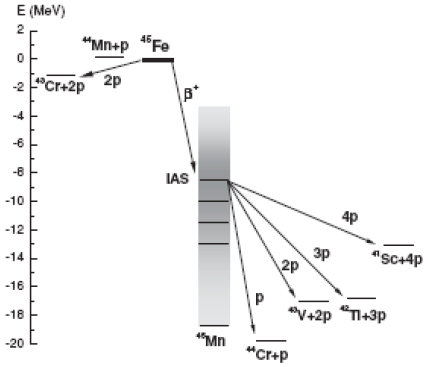 E (MeV)
2
0
-2
-4
-6
-8
-10
-12
-14
-16
-18
-20
⁴⁴Mn+p
⁴⁵Fe
⁴³Cr+2p
2p
β⁺
IAS
4p
3p
2p
p
⁴¹Sc+4p
⁴³V+2p
⁴²Ti+3p
⁴⁵Mn
⁴⁴Cr+p